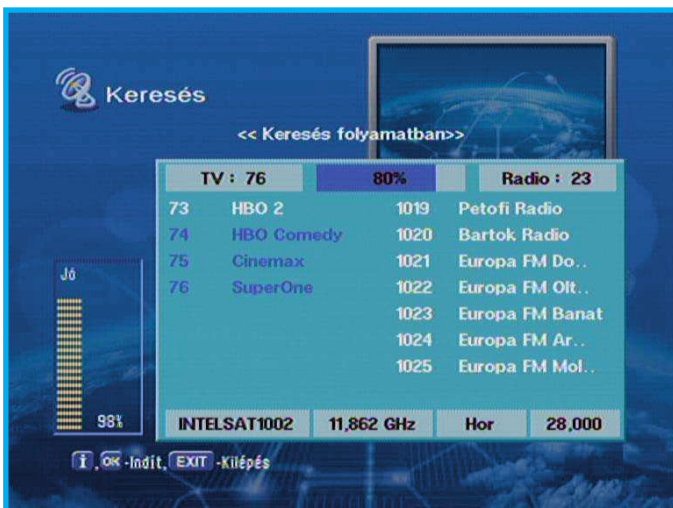 Keresés
<< Keresés folyamatban>>
TV : 76 80% Radio : 23
73 HBO 2 1019 Petofi Radio
74 HBO Comedy 1020 Bartok Radio
75 Cinemax 1021 Europa FM Do..
76 SuperOne 1022 Europa FM Olt..
1023 Europa FM Banat
1024 Europa FM Ar..
1025 Europa FM Mol..
Jó
98%
INTELSAT1002 11,862 GHz Hor 28,000
i , OK -Indít, EXIT -Kilépés